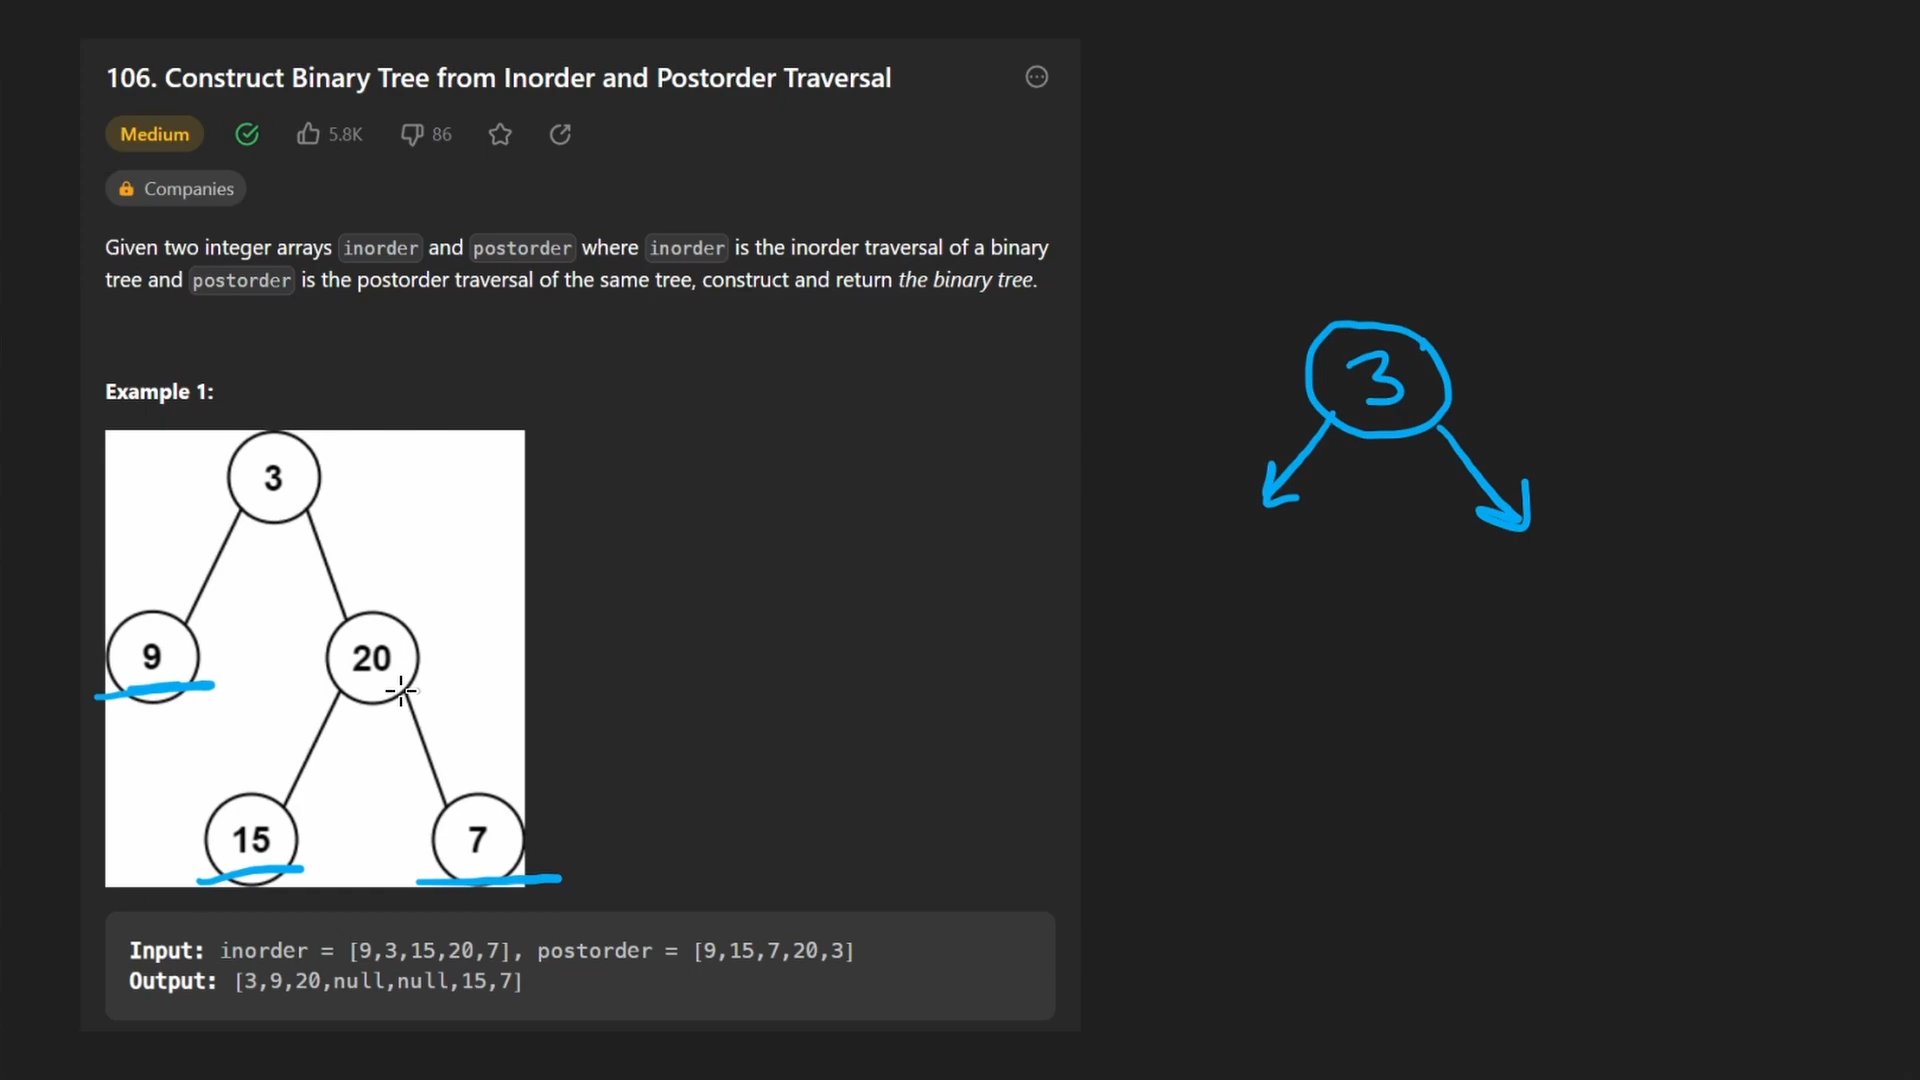 106. Construct Binary Tree from Inorder and Postorder Traversal
Medium 5.8K 86
Companies
Given two integer arrays inorder and postorder where inorder is the inorder traversal of a binary
tree and postorder is the postorder traversal of the same tree, construct and return the binary tree.
3
Example 1:
3
9 20
15 7
Input: inorder = [9,3,15,20,7], postorder = [9,15,7,20,3]
Output: [3,9,20,null,null,15,7]